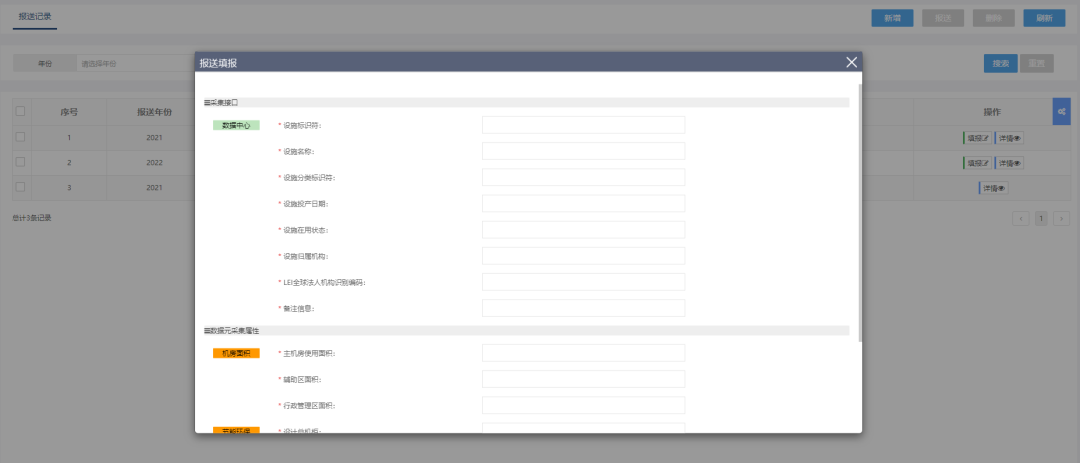 报送记录
新增 报送 删除 刷新
年份 请选择年份 搜索 重置
序号 报送年份 操作
1 2021 填报 详情
2 2022 填报 详情
3 2021 详情
总计3条记录 1
报送填报
采集接口
数据中心 * 设施标识符：
* 设施名称：
* 设施分类标识符：
* 设施投产日期：
* 设施在用状态：
* 设施归属机构：
* LEI全球法人机构识别编码：
* 备注信息：
数据元采集属性
机房面积 * 主机房使用面积：
* 辅助区面积：
* 行政管理区面积：
节能环保 * 设计总机柜：